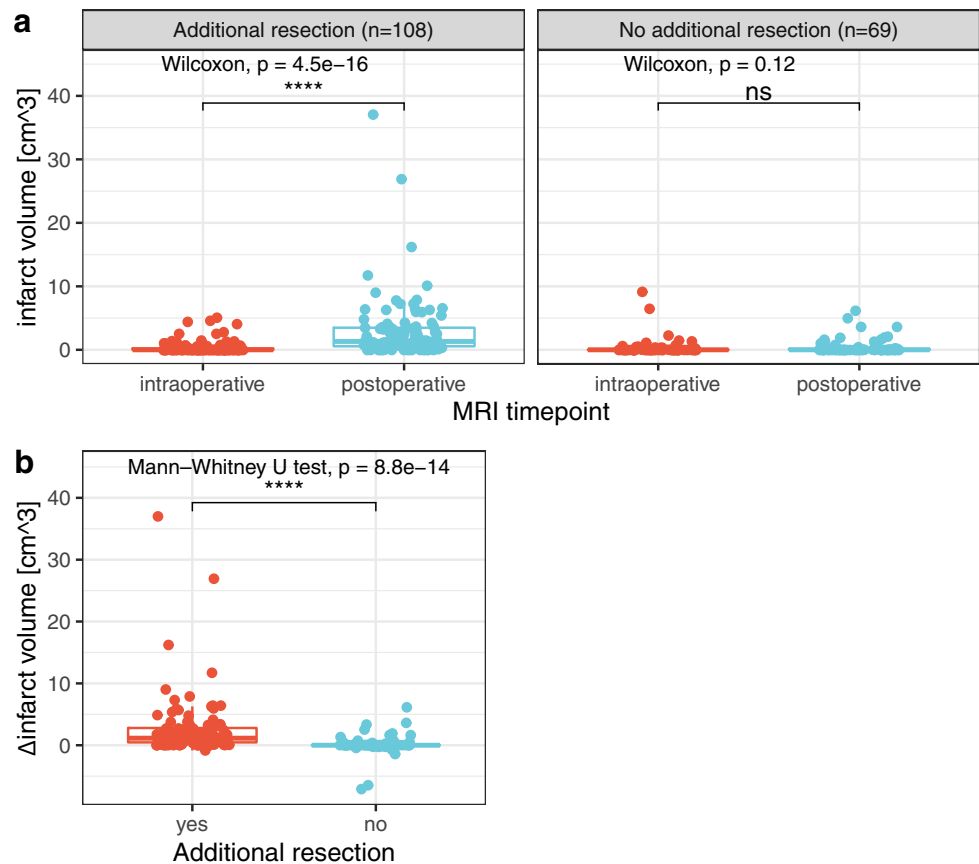 a
Additional resection (n=108)
No additional resection (n=69)
Wilcoxon, p = 4.5e−16
****
Wilcoxon, p = 0.12
ns
infarct volume [cm^3]
40
30
20
10
0
intraoperative
postoperative
intraoperative
postoperative
MRI timepoint
b
Mann–Whitney U test, p = 8.8e−14
****
Δinfarct volume [cm^3]
40
30
20
10
0
yes
no
Additional resection